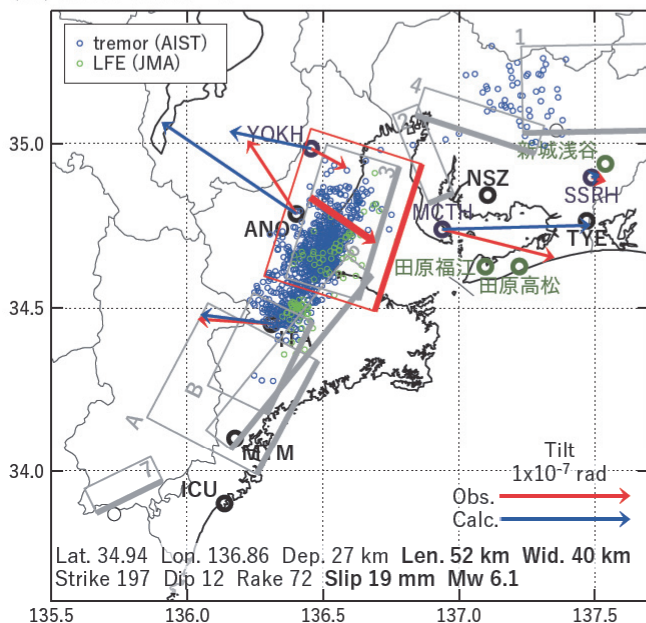 tremor (AIST)
LFE (JMA)
1
4
2
YOKH
35.0
新城浅谷
3
NSZ
SSRH
ANO
MCTH
TYE
田原福江
田原高松
34.5
A
B
34.0
7
ICU
Tilt
1x10-7 rad
Obs.
Calc.
Lat. 34.94 Lon. 136.86 Dep. 27 km Len. 52 km Wid. 40 km
Strike 197 Dip 12 Rake 72 Slip 19 mm Mw 6.1
135.5 136.0 136.5 137.0 137.5